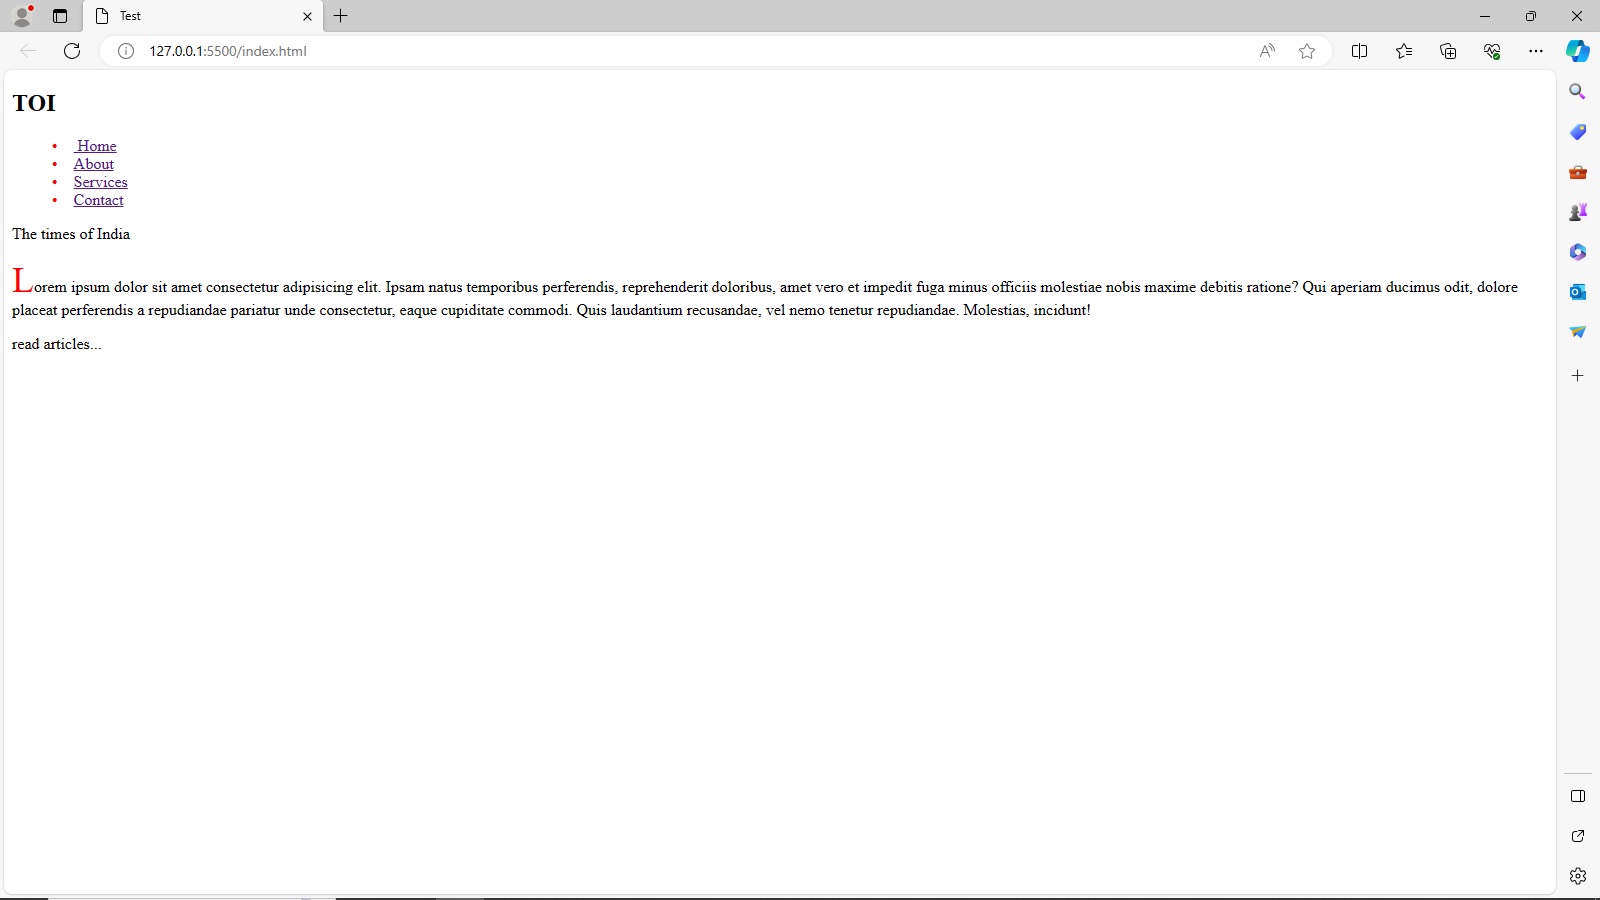 Test
127.0.0.1:5500/index.html
TOI
• Home
• About
• Services
• Contact
The times of India
Lorem ipsum dolor sit amet consectetur adipisicing elit. Ipsam natus temporibus perferendis, reprehenderit doloribus, amet vero et impedit fuga minus officiis molestiae nobis maxime debitis ratione? Qui aperiam ducimus odit, dolore
placeat perferendis a repudiandae pariatur unde consectetur, eaque cupiditate commodi. Quis laudantium recusandae, vel nemo tenetur repudiandae. Molestias, incidunt!
read articles...